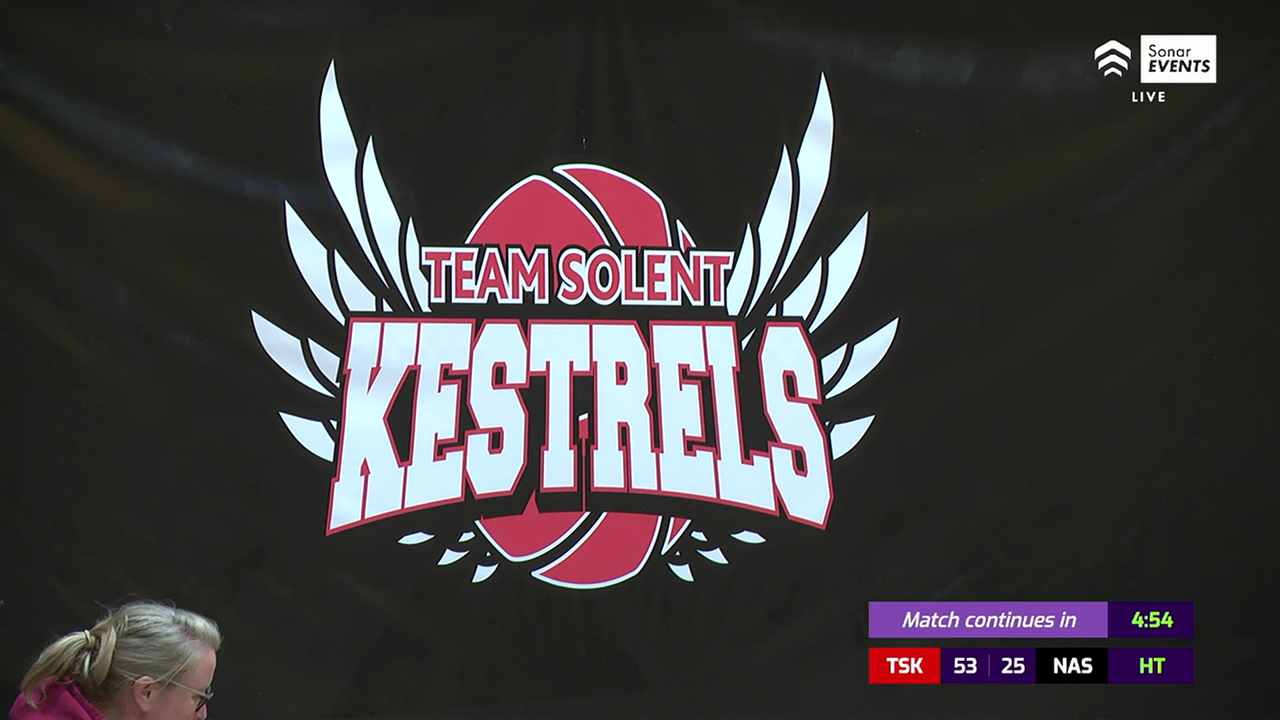 Sonar
EVENTS
LIVE
TEAM SOLENT
KESTRELS
Match continues in 4:54
TSK 53 25 NAS HT